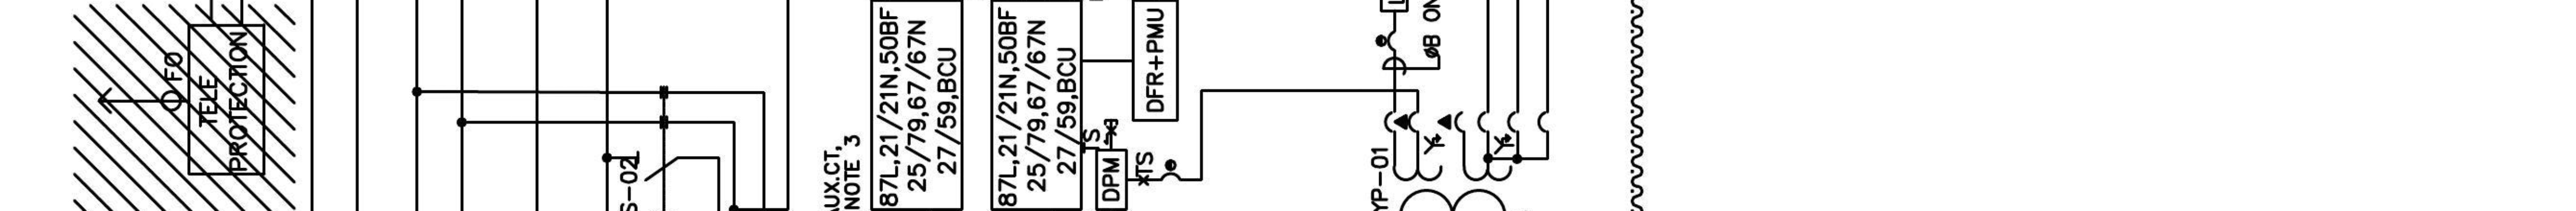 FO
TELE
PROTECTION
S-02
AUX.CT,
NOTE 3
87L,21/21N,50BF
25/79,67/67N
27/59,BCU
87L,21/21N,50BF
25/79,67/67N
27/59,BCU
TS
DPM
DFR+PMU
TS
YP-01
ØB ON